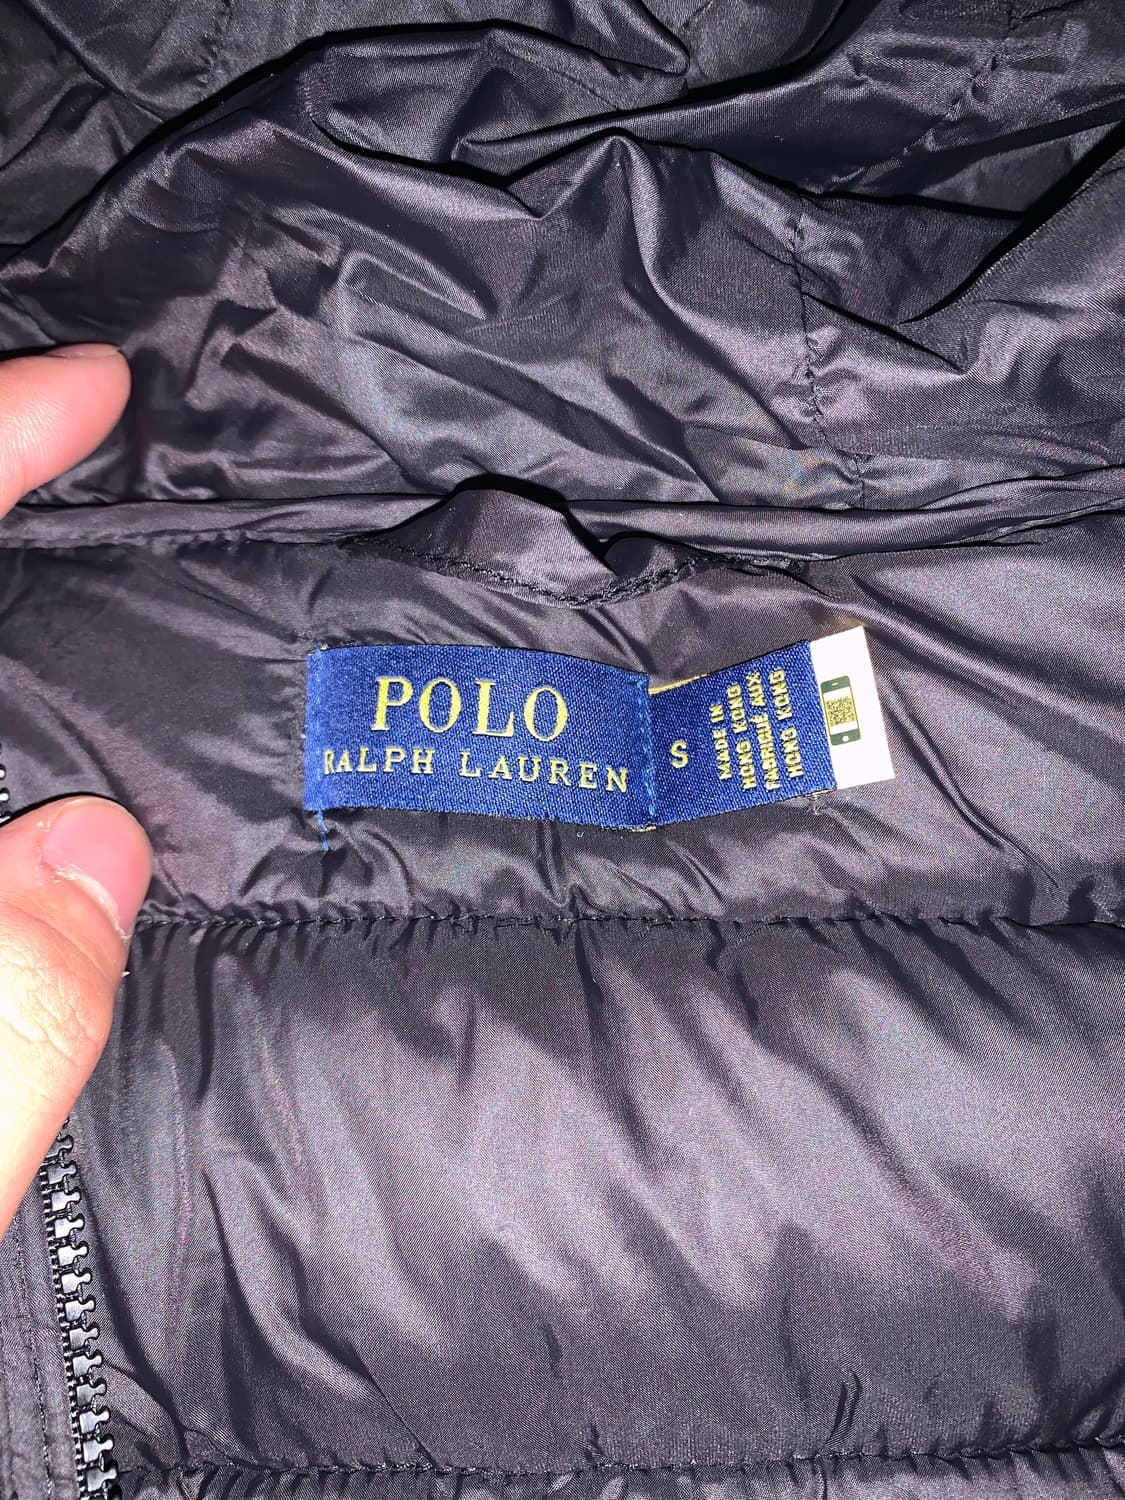 POLO
RALPH LAUREN
S
MADE IN
HONG KONG
FABRIQUÉ AUX
HONG KONG